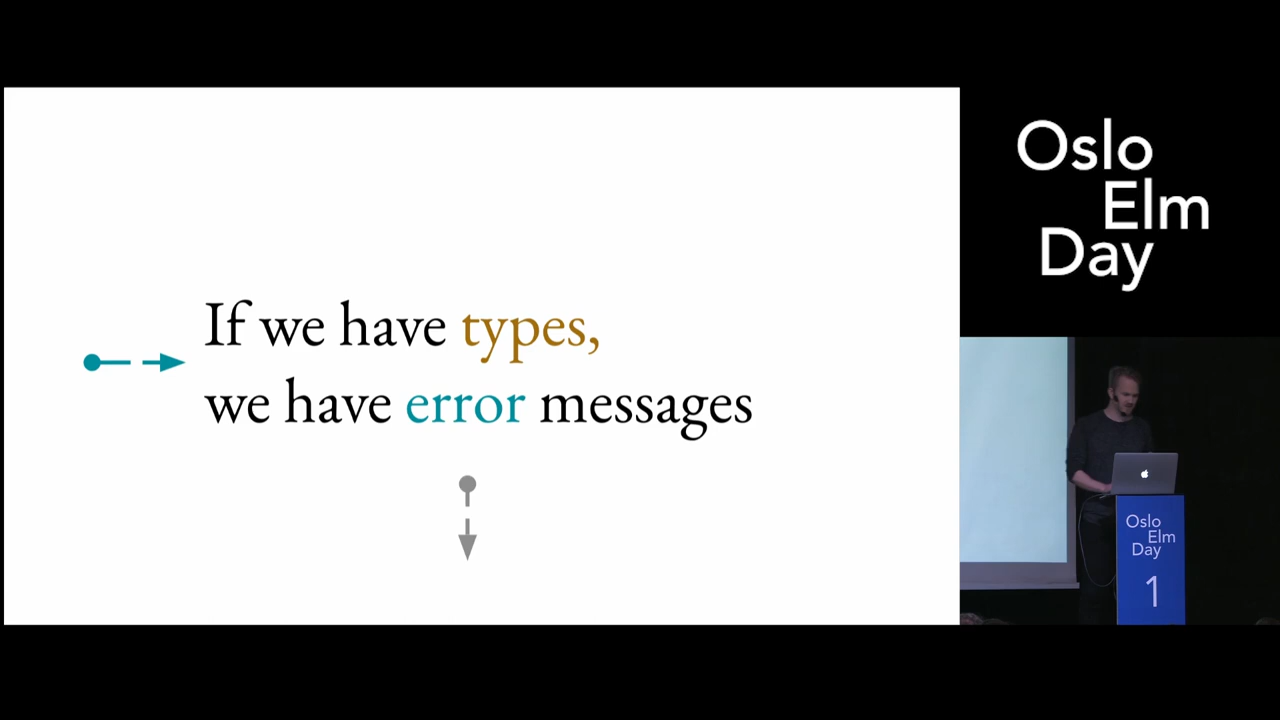 If we have types,
we have error messages
Oslo
Elm
Day
Oslo
Elm
Day
1